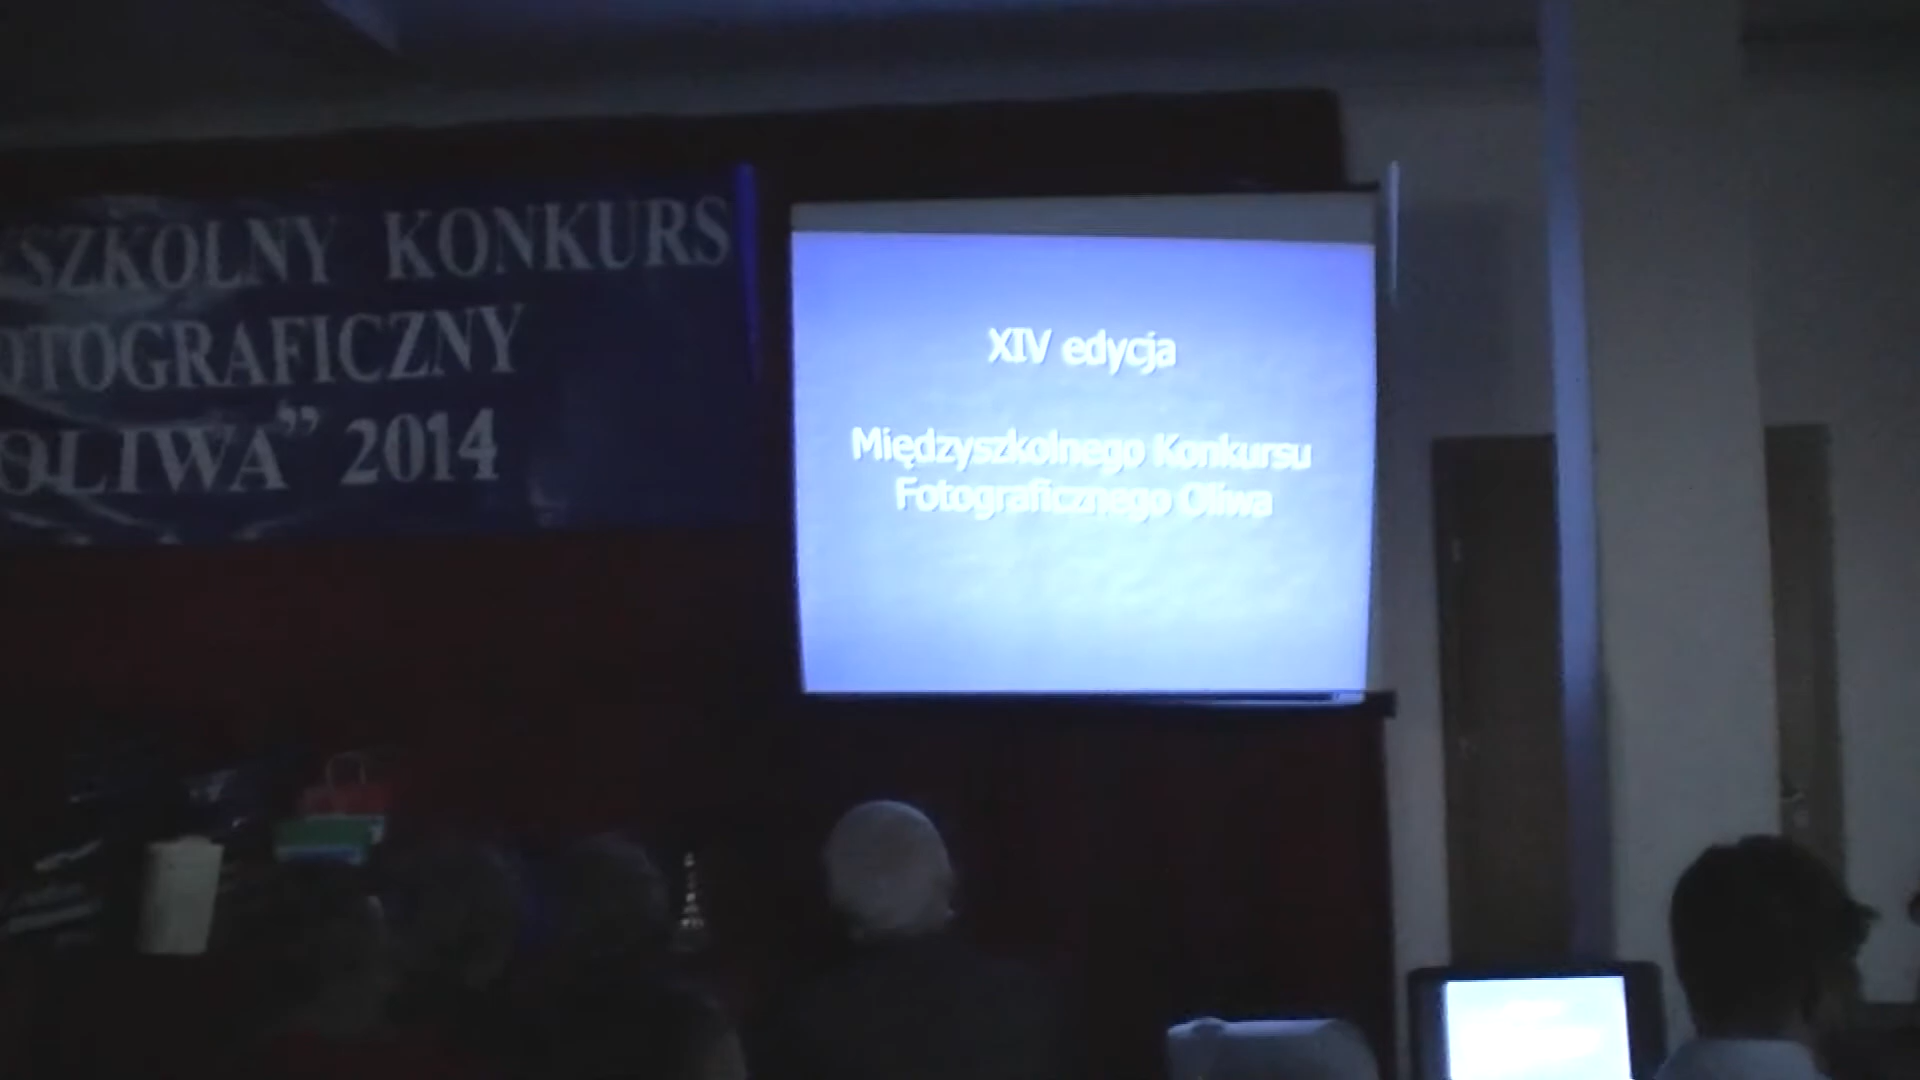 SZKOLNY KONKURS
OTOGRAFICZNY
OLIWA” 2014
XIV edycja
Międzyszkolnego Konkursu
Fotograficznego Oliwa